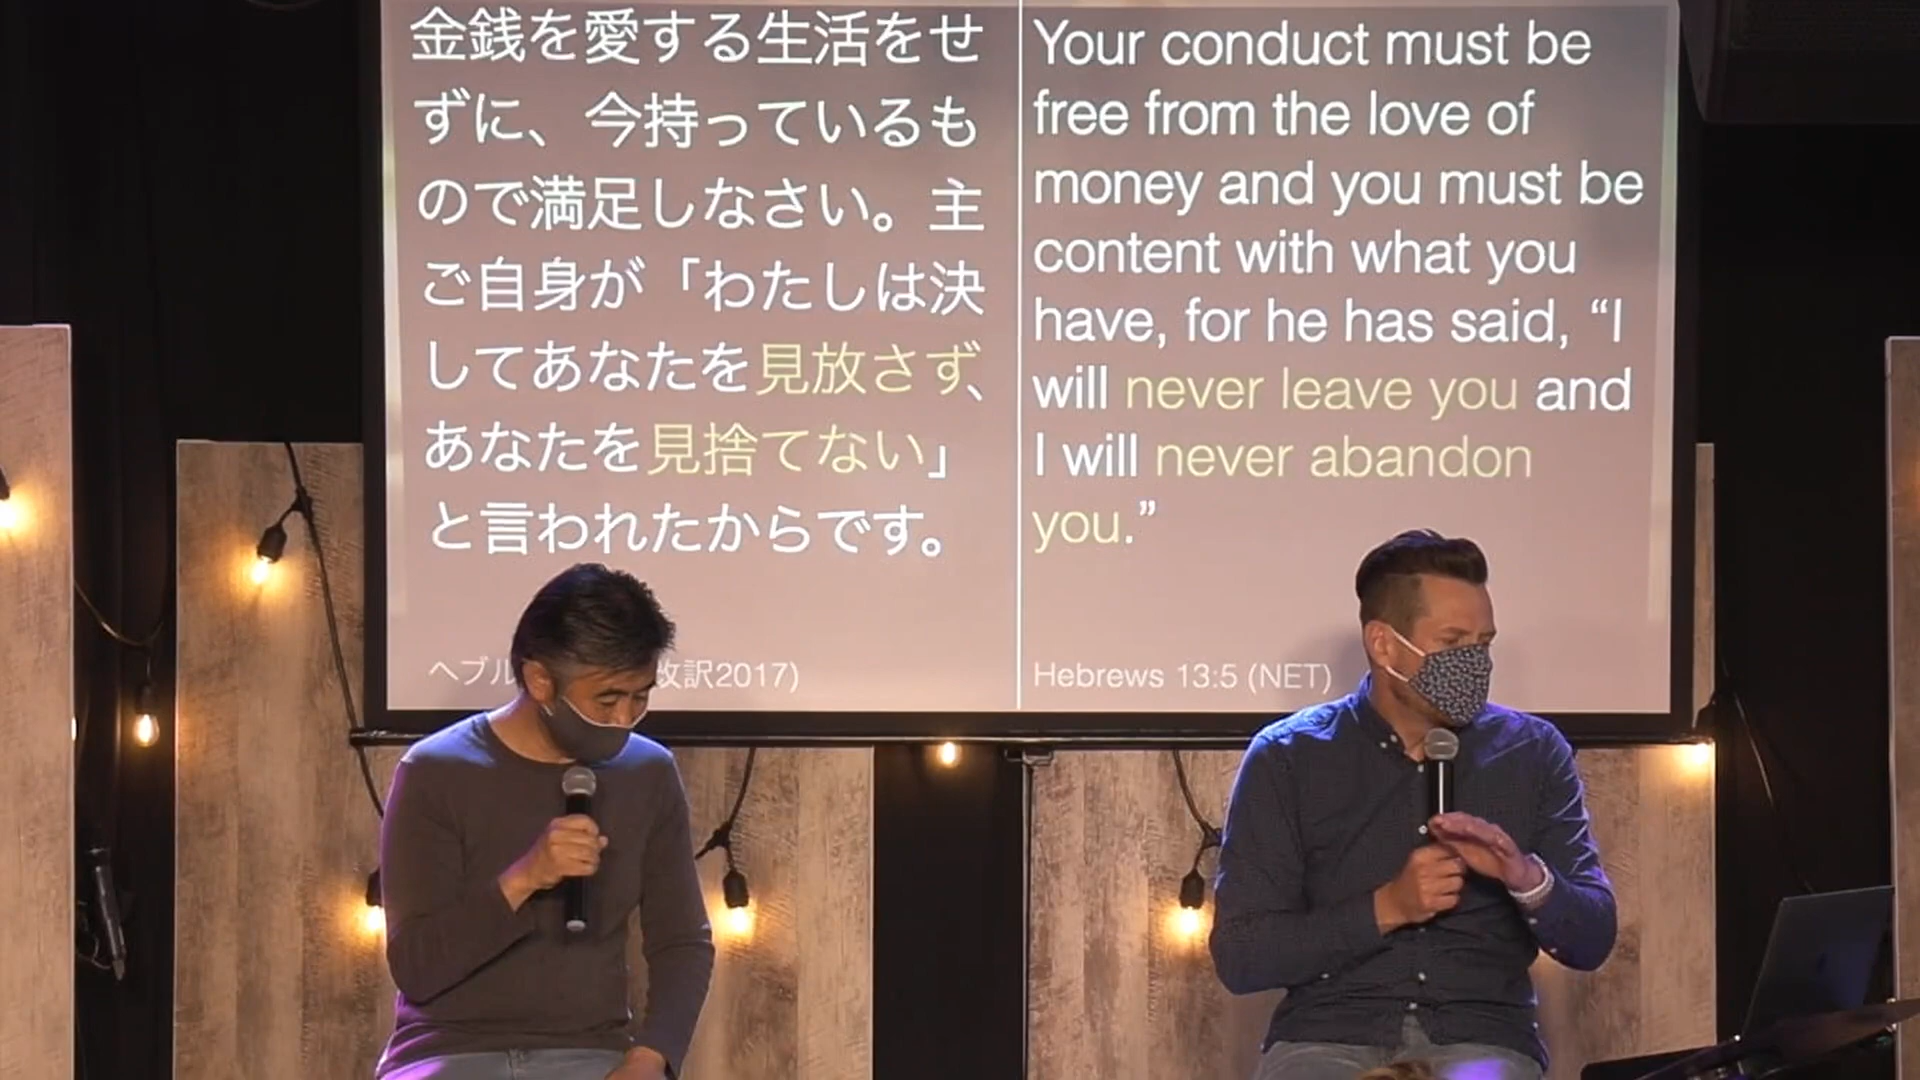 金銭を愛する生活をせ
ずに、今持っているも
ので満足しなさい。主
ご自身が「わたしは決
してあなたを見放さず、
あなたを見捨てない」
と言われたからです。
ヘブル 改訳2017)
Your conduct must be
free from the love of
money and you must be
content with what you
have, for he has said, “I
will never leave you and
I will never abandon
you.”
Hebrews 13:5 (NET)